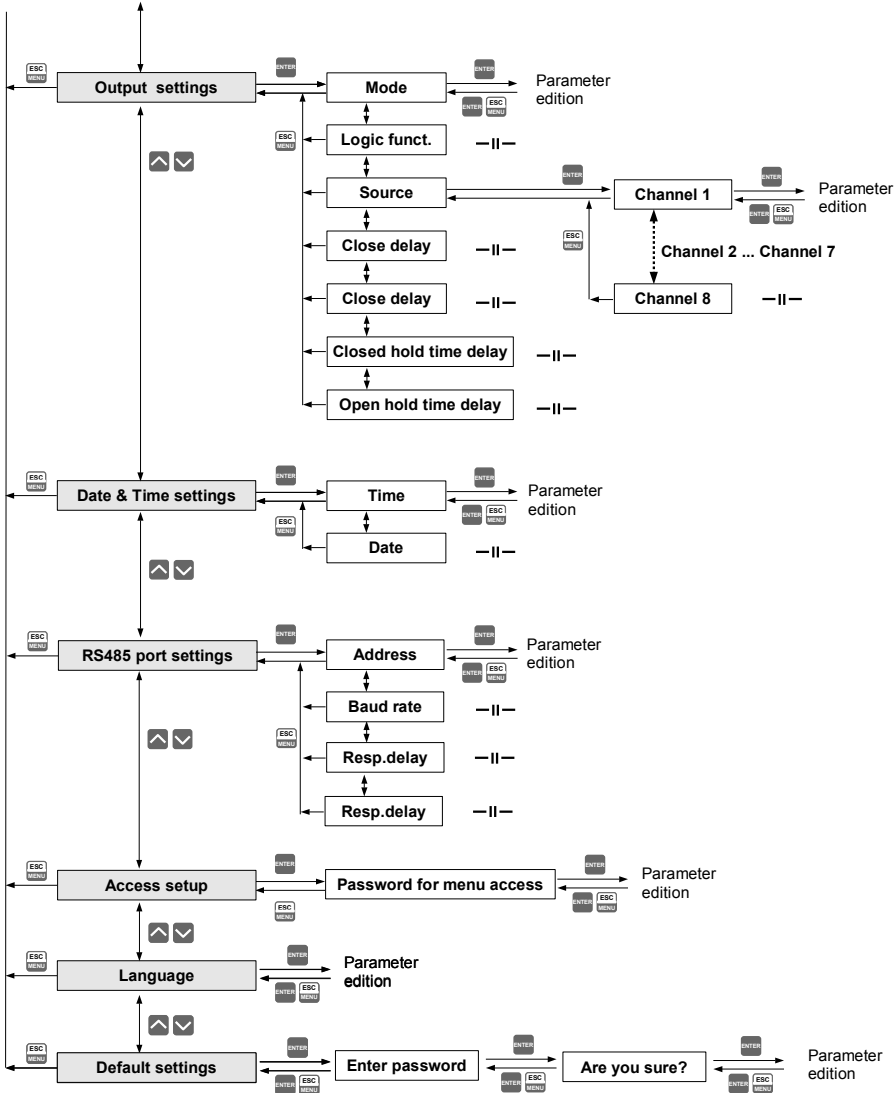 ESC
MENU
Output settings
ENTER
Mode
ENTER
ENTER
ESC
MENU
Parameter
edition
ESC
MENU
Logic funct.
—II—
Source
ENTER
Channel 1
ENTER
ENTER
ESC
MENU
Parameter
edition
ESC
MENU
Close delay
—II—
Channel 2 ... Channel 7
Close delay
—II—
Channel 8
—II—
Closed hold time delay
—II—
Open hold time delay
—II—
ESC
MENU
Date & Time settings
ENTER
Time
ENTER
ENTER
ESC
MENU
Parameter
edition
ESC
MENU
Date
—II—
ESC
MENU
RS485 port settings
ENTER
Address
ENTER
ENTER
ESC
MENU
Parameter
edition
ESC
MENU
Baud rate
—II—
Resp.delay
—II—
Resp.delay
—II—
ESC
MENU
Access setup
ENTER
ESC
MENU
Password for menu access
ENTER
ENTER
ESC
MENU
Parameter
edition
ESC
MENU
Language
ENTER
ENTER
ESC
MENU
Parameter
edition
ESC
MENU
Default settings
ENTER
ENTER
ESC
MENU
Enter password
ENTER
ENTER
ESC
MENU
Are you sure?
ENTER
ENTER
ESC
MENU
Parameter
edition